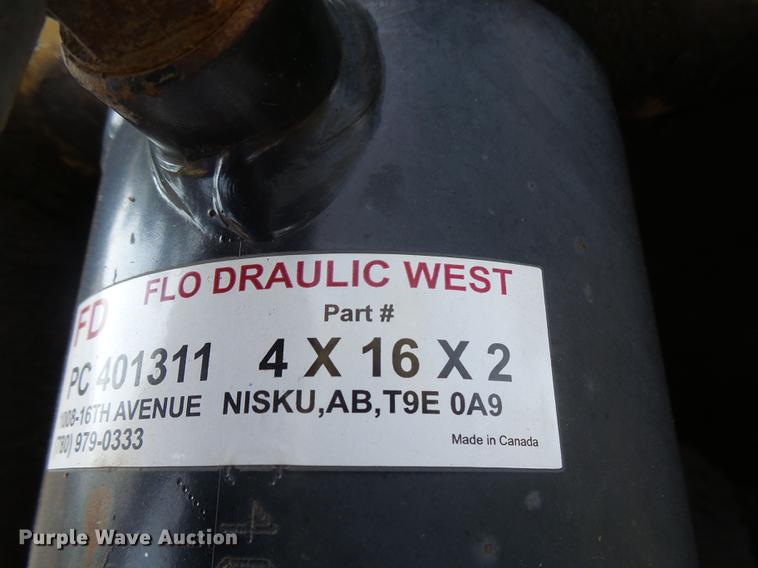 FD FLO DRAULIC WEST
Part #
PC 401311 4 X 16 X 2
1008-16TH AVENUE NISKU,AB,T9E 0A9
(780) 979-0333
Made in Canada
Purple Wave Auction